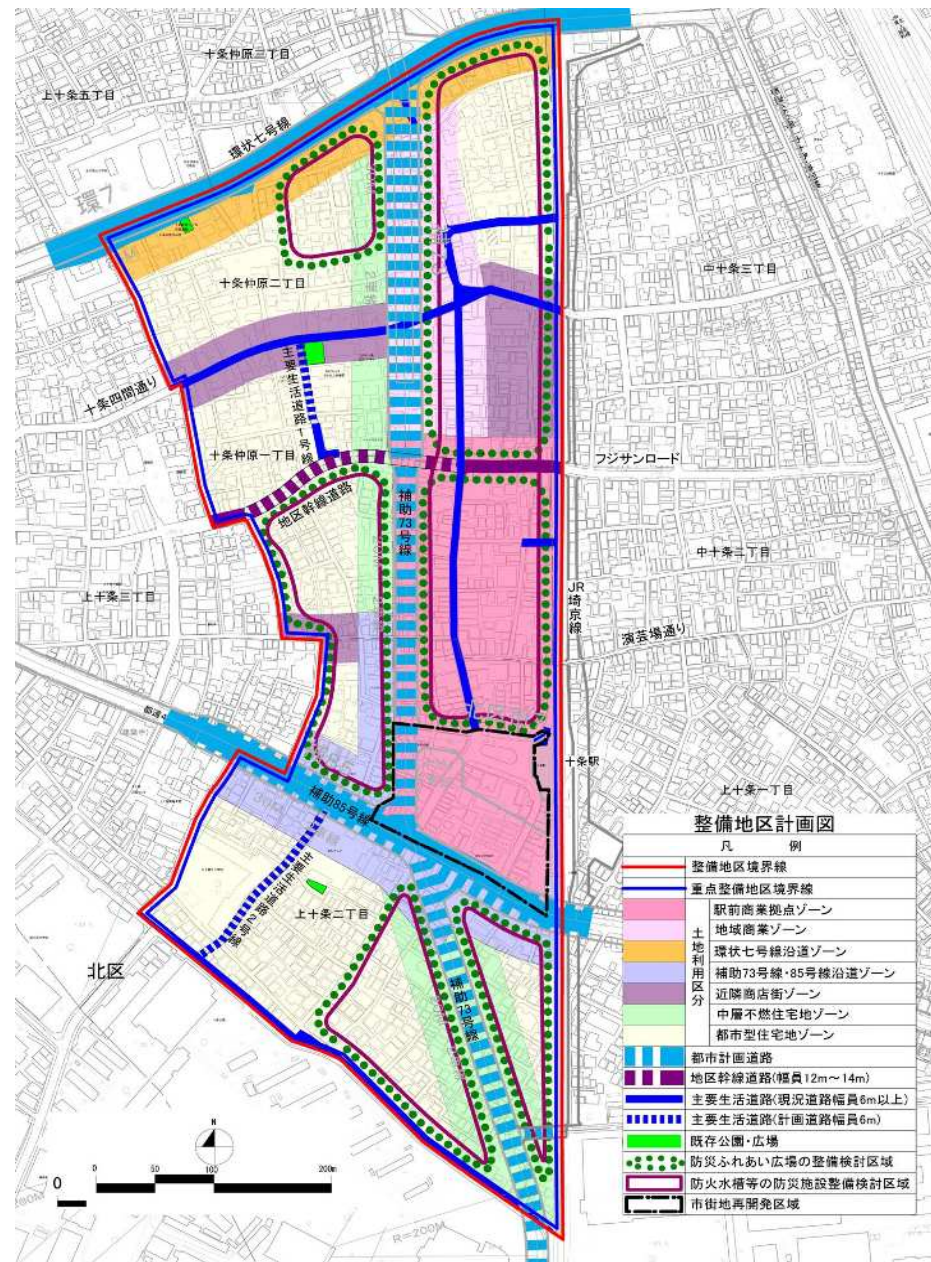 十条仲原三丁目
上十条五丁目
環状七号線
環7
十条仲原二丁目
中十条三丁目
主要生活道路1号線
十条四間通り
十条仲原一丁目
フジサンロード
地区幹線道路
補助73号線
中十条二丁目
上十条三丁目
JR埼京線
演芸場通り
十条駅
補助85号線
上十条一丁目
主要生活道路2号線
上十条二丁目
北区
補助73号線
整備地区計画図
凡 例
整備地区境界線
重点整備地区境界線
土地利用区分
駅前商業拠点ゾーン
地域商業ゾーン
環状七号線沿道ゾーン
補助73号線・85号線沿道ゾーン
近隣商店街ゾーン
中層不燃住宅地ゾーン
都市型住宅地ゾーン
都市計画道路
地区幹線道路(幅員12m～14m)
主要生活道路(現況道路幅員6m以上)
主要生活道路(計画道路幅員6m)
既存公園・広場
防災ふれあい広場の整備検討区域
防火水槽等の防災施設整備検討区域
市街地再開発区域
N
0 50 100 200m
R=200M